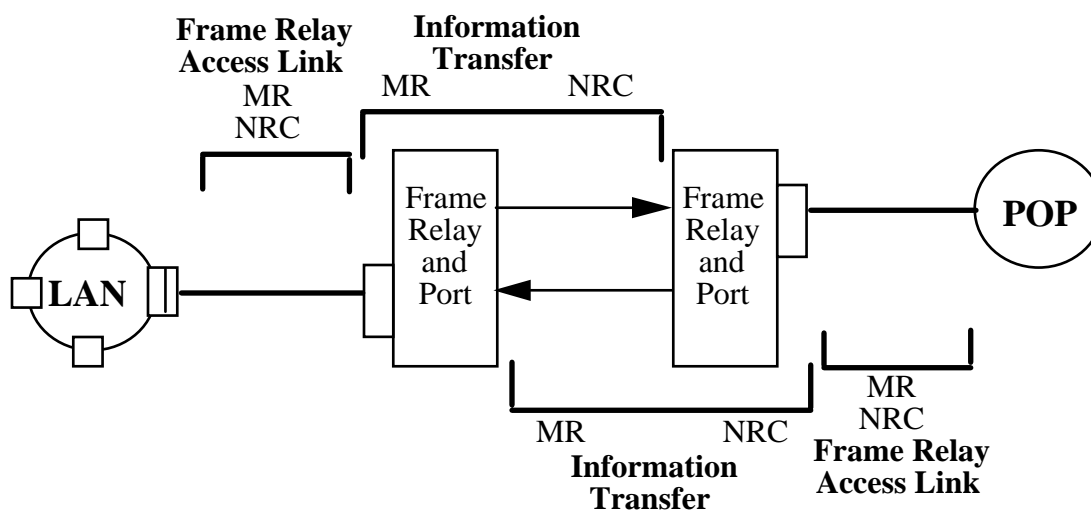 Frame Relay
Access Link
MR
NRC
Information
Transfer
MR NRC
Frame
Relay
and
Port
Frame
Relay
and
Port
POP
LAN
MR NRC
Information
Transfer
MR
NRC
Frame Relay
Access Link